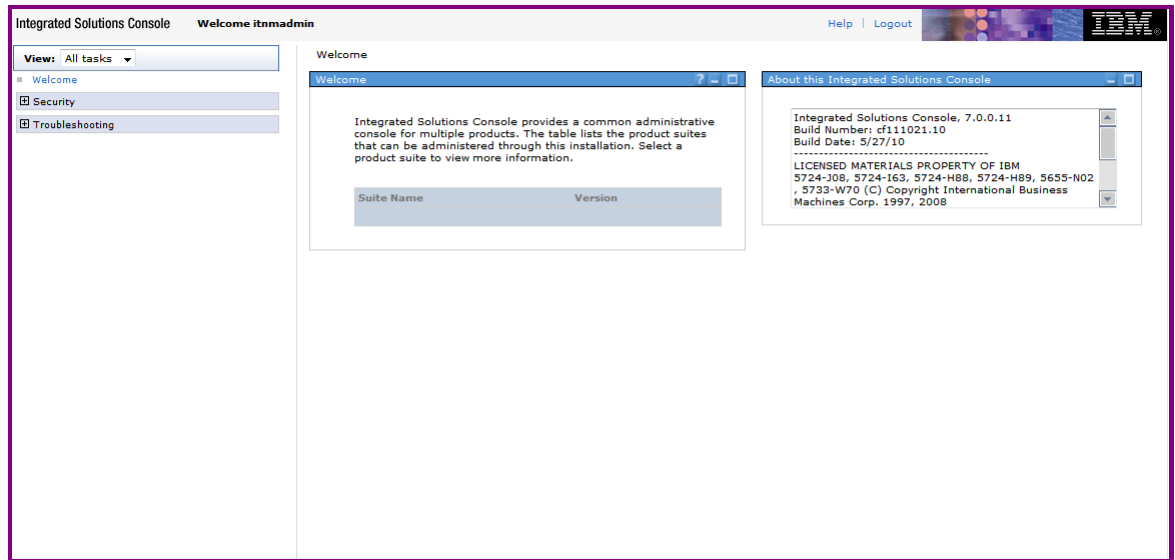 Integrated Solutions Console Welcome itnmadmin Help | Logout IBM®
View: All tasks
Welcome
Security
Troubleshooting
Welcome
Welcome ?
Integrated Solutions Console provides a common administrative
console for multiple products. The table lists the product suites
that can be administered through this installation. Select a
product suite to view more information.
Suite Name Version
About this Integrated Solutions Console
Integrated Solutions Console, 7.0.0.11
Build Number: cf111021.10
Build Date: 5/27/10
-------------------------------------
LICENSED MATERIALS PROPERTY OF IBM
5724-J08, 5724-I63, 5724-H88, 5724-H89, 5655-N02
, 5733-W70 (C) Copyright International Business
Machines Corp. 1997, 2008